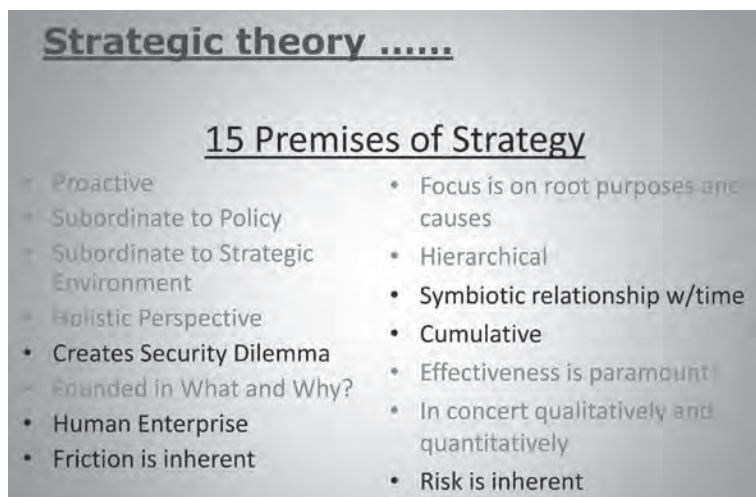 Strategic theory ......
15 Premises of Strategy
• Proactive
• Subordinate to Policy
• Subordinate to Strategic
Environment
• Holistic Perspective
• Creates Security Dilemma
• Founded in What and Why?
• Human Enterprise
• Friction is inherent
• Focus is on root purposes and
causes
• Hierarchical
• Symbiotic relationship w/time
• Cumulative
• Effectiveness is paramount
• In concert qualitatively and
quantitatively
• Risk is inherent